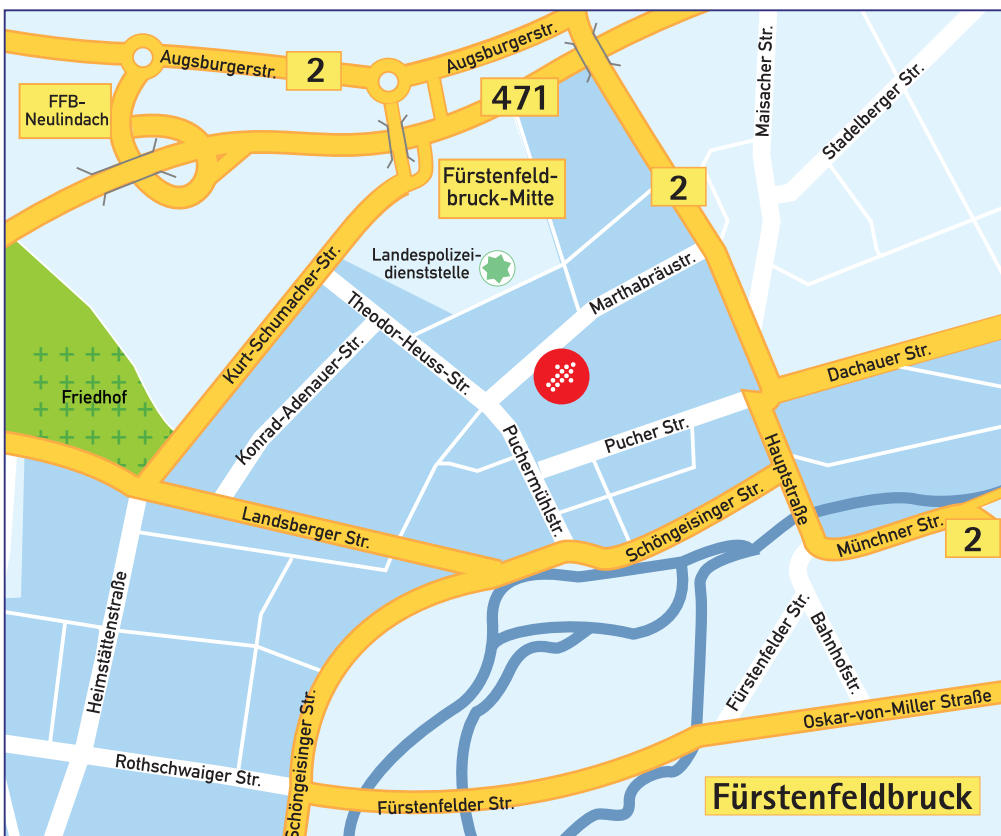 Augsburgerstr.
2
Augsburgerstr.
FFB-
Neulindach
471
Maisacher Str.
Stadelberger Str.
Fürstenfeld-
bruck-Mitte
2
Landespolizei-
dienststelle
Kurt-Schumacher-Str.
Theodor-Heuss-Str.
Marthabräustr.
Konrad-Adenauer-Str.
Friedhof
Dachauer Str.
Pucher Str.
Puchermühlstr.
Hauptstraße
Landsberger Str.
Schöngeisinger Str.
Münchner Str.
2
Heimstättenstraße
Fürstenfelder Str.
Bahnhofstr.
Schöngeisinger Str.
Oskar-von-Miller Straße
Rothschwaiger Str.
Fürstenfelder Str.
Fürstenfeldbruck